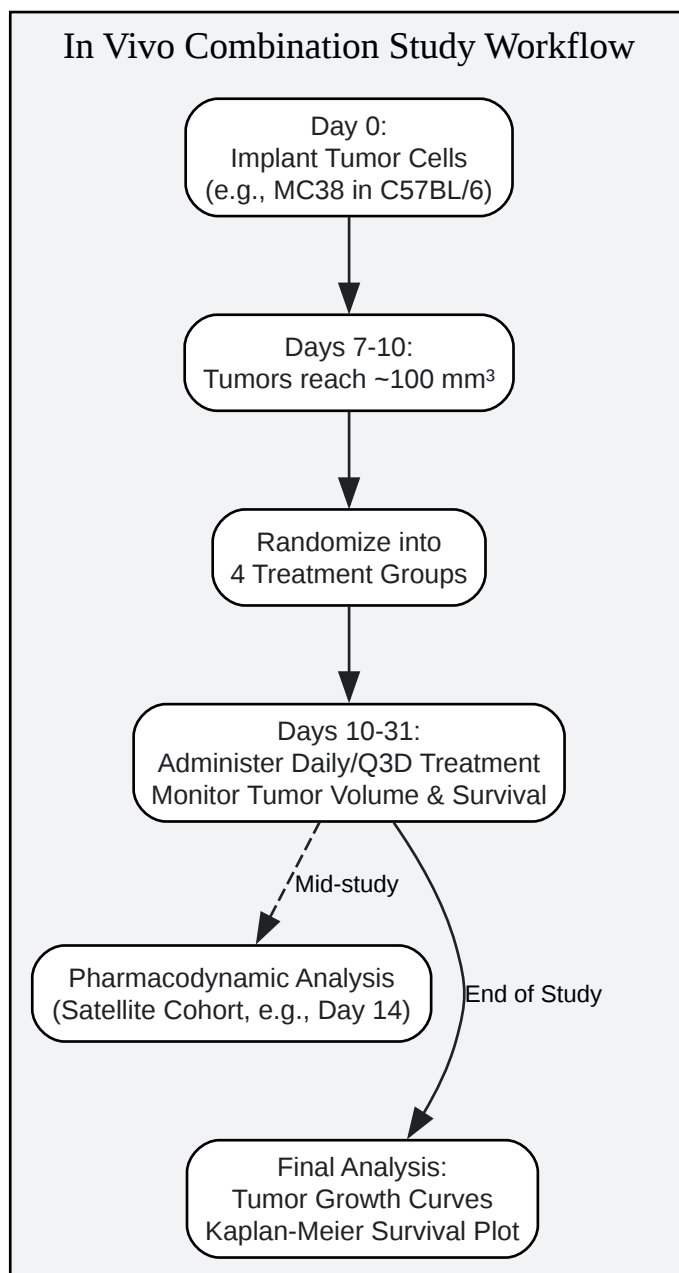 In Vivo Combination Study Workflow
Day 0:
Implant Tumor Cells
(e.g., MC38 in C57BL/6)
Days 7-10:
Tumors reach ~100 mm³
Randomize into
4 Treatment Groups
Days 10-31:
Administer Daily/Q3D Treatment
Monitor Tumor Volume & Survival
Mid-study
Pharmacodynamic Analysis
(Satellite Cohort, e.g., Day 14)
End of Study
Final Analysis:
Tumor Growth Curves
Kaplan-Meier Survival Plot